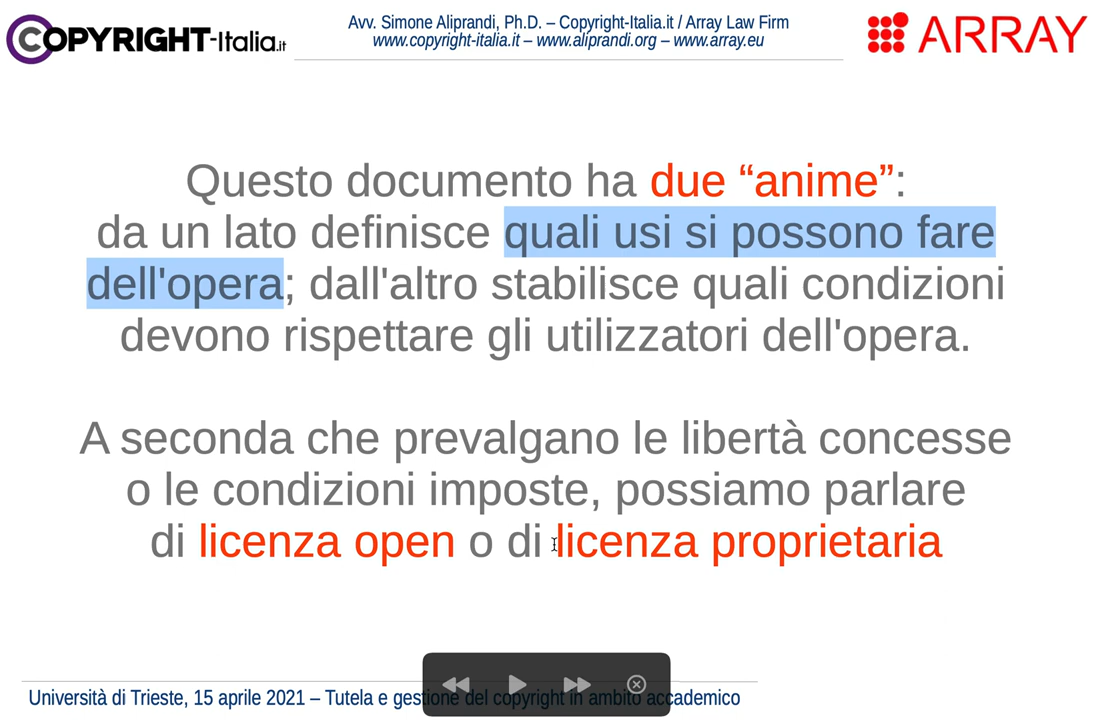 COPYRIGHT-Italia.it
Avv. Simone Aliprandi, Ph.D. – Copyright-Italia.it / Array Law Firm
www.copyright-italia.it – www.aliprandi.org – www.array.eu
ARRAY
Questo documento ha due “anime”:
da un lato definisce quali usi si possono fare
dell'opera; dall'altro stabilisce quali condizioni
devono rispettare gli utilizzatori dell'opera.
A seconda che prevalgano le libertà concesse
o le condizioni imposte, possiamo parlare
di licenza open o di licenza proprietaria
Università di Trieste, 15 aprile 2021 – Tutela e gestione del copyright in ambito accademico